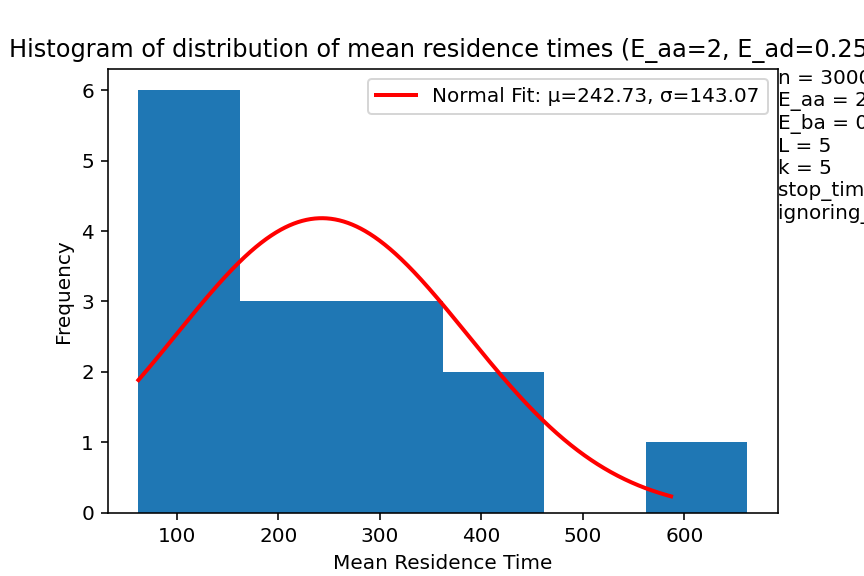 Histogram of distribution of mean residence times (E_aa=2, E_ad=0.25
Normal Fit: μ=242.73, σ=143.07
n = 3000
E_aa = 2
E_ba = 0
L = 5
k = 5
stop_tim
ignoring_
Frequency
6
5
4
3
2
1
0
100 200 300 400 500 600
Mean Residence Time